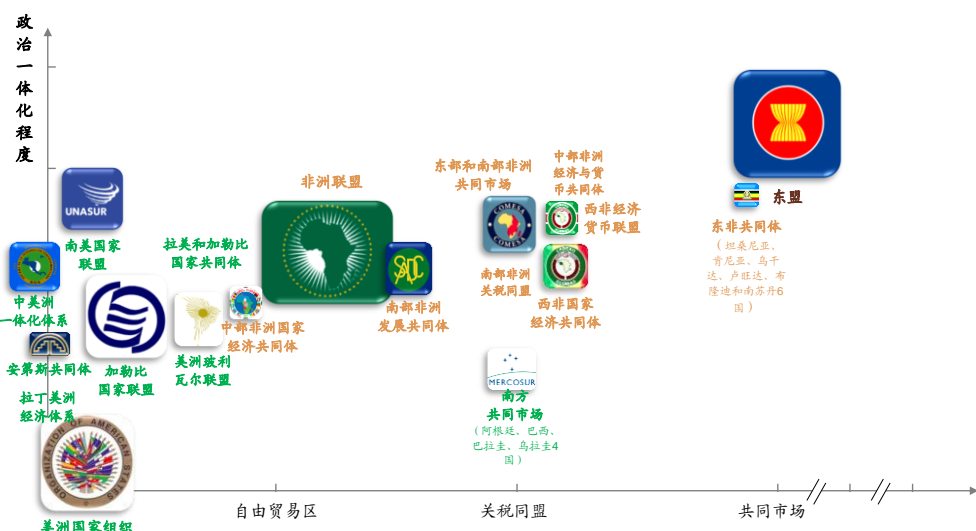 政
治
一
体
化
程
度
UNASUR
南美国家
联盟
中美洲
一体化体系
安第斯共同体
拉丁美洲
经济体系
ORGANIZATION OF AMERICAN STATES
美洲国家组织
加勒比
国家联盟
拉美和加勒比
国家共同体
美洲玻利
瓦尔联盟
中部非洲国家
经济共同体
非洲联盟
SADC
南部非洲
发展共同体
东部和南部非洲
共同市场
COMESA
COMESA
南部非洲
关税同盟
中部非洲
经济与货
币共同体
西非经济
货币联盟
西非国家
经济共同体
MERCOSUR
南方
共同市场
（阿根廷、巴西、
巴拉圭、乌拉圭4
国）
东盟
东非共同体
（坦桑尼亚、
肯尼亚、乌干
达、卢旺达、布
隆迪和南苏丹6
国）
自由贸易区
关税同盟
共同市场